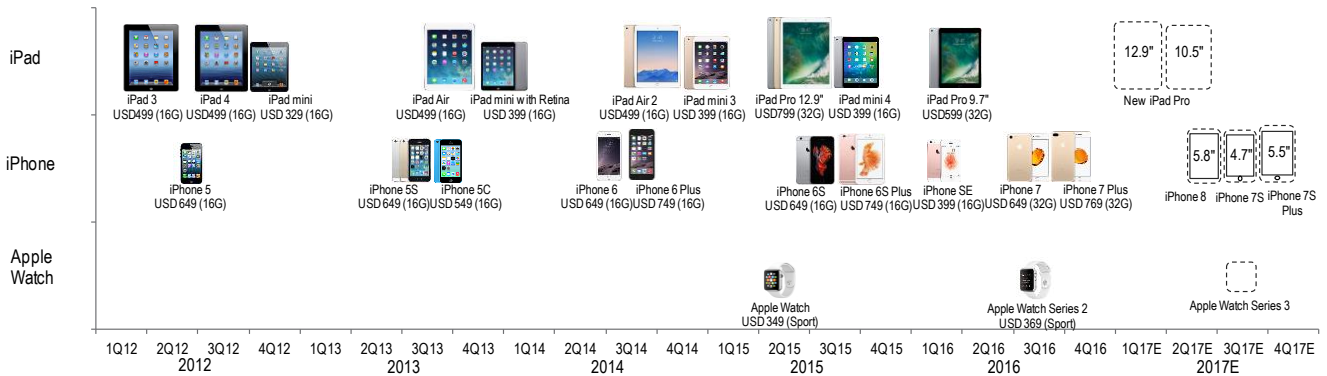 iPad
12.9" 10.5"
iPad 3 iPad 4 iPad mini iPad Air iPad mini with Retina iPad Air 2 iPad mini 3 iPad Pro 12.9" iPad mini 4 iPad Pro 9.7" New iPad Pro
USD499 (16G) USD499 (16G) USD 329 (16G) USD499 (16G) USD 399 (16G) USD499 (16G) USD 399 (16G) USD799 (32G) USD 399 (16G) USD599 (32G)
iPhone
5.8" 4.7" 5.5"
iPhone 5 iPhone 5S iPhone 5C iPhone 6 iPhone 6 Plus iPhone 6S iPhone 6S Plus iPhone SE iPhone 7 iPhone 7 Plus iPhone 8 iPhone 7S iPhone 7S
Plus
USD 649 (16G) USD 649 (16G) USD 549 (16G) USD 649 (16G) USD 749 (16G) USD 649 (16G) USD 749 (16G) USD 399 (16G) USD 649 (32G) USD 769 (32G)
Apple
Watch
Apple Watch Apple Watch Series 2 Apple Watch Series 3
USD 349 (Sport) USD 369 (Sport)
1Q12 2Q12 3Q12 4Q12 1Q13 2Q13 3Q13 4Q13 1Q14 2Q14 3Q14 4Q14 1Q15 2Q15 3Q15 4Q15 1Q16 2Q16 3Q16 4Q16 1Q17E 2Q17E 3Q17E 4Q17E
2012 2013 2014 2015 2016 2017E